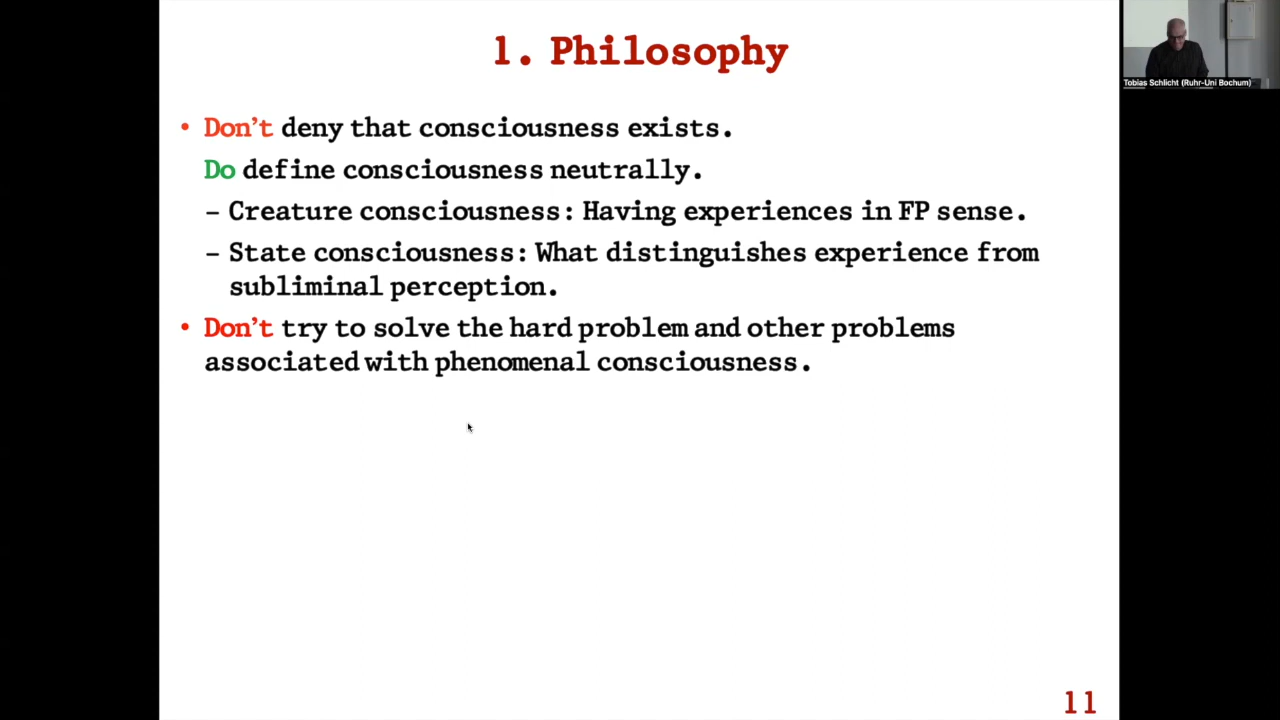 1. Philosophy
Tobias Schlicht (Ruhr-Uni Bochum)
• Don't deny that consciousness exists.
Do define consciousness neutrally.
– Creature consciousness: Having experiences in FP sense.
– State consciousness: What distinguishes experience from
subliminal perception.
• Don't try to solve the hard problem and other problems
associated with phenomenal consciousness.
11